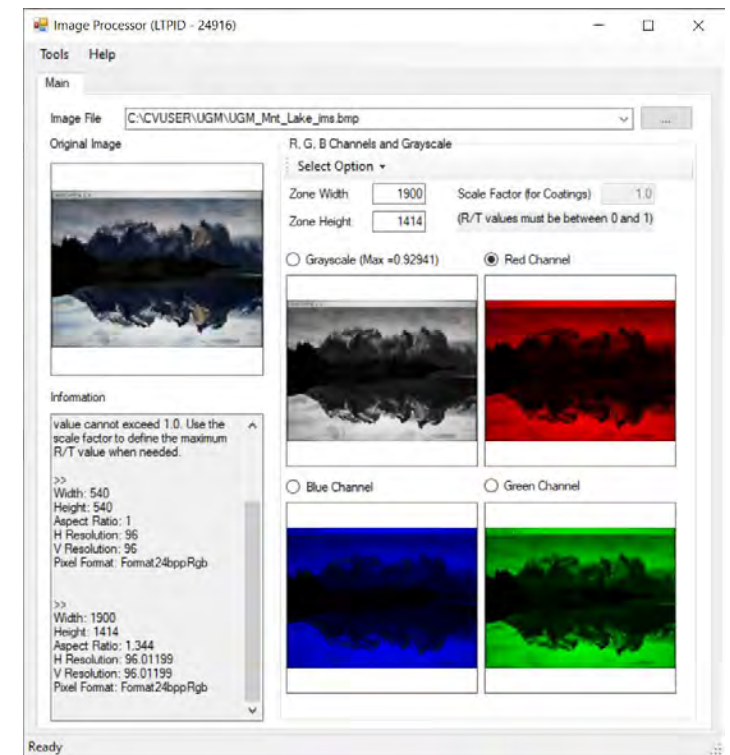 Image Processor (LTPID - 24916)
Tools Help
Main
Image File C:\CVUSER\UGM\UGM_Mnt_Lake_ims.bmp ...
Original Image
R, G, B Channels and Grayscale
Select Option
Zone Width 1900 Scale Factor (for Coatings) 1.0
Zone Height 1414 (R/T values must be between 0 and 1)
Grayscale (Max =0.92941) Red Channel
Blue Channel Green Channel
Information
value cannot exceed 1.0. Use the
scale factor to define the maximum
R/T value when needed.
>>
Width: 540
Height: 540
Aspect Ratio: 1
H Resolution: 96
V Resolution: 96
Pixel Format: Format24bppRgb
>>
Width: 1900
Height: 1414
Aspect Ratio: 1.344
H Resolution: 96.01199
V Resolution: 96.01199
Pixel Format: Format24bppRgb
Ready